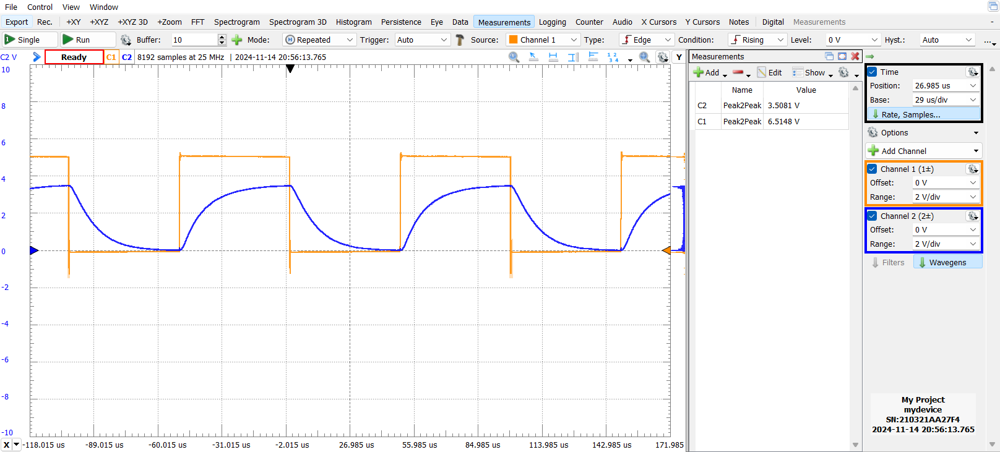 File Control View Window
Export Rec. +XY +XYZ +XYZ 3D +Zoom FFT Spectrogram Spectrogram 3D Histogram Persistence Eye Data Measurements Logging Counter Audio X Cursors Y Cursors Notes Digital Measurements -
1 Single Run Buffer: 10 Mode: Repeated Trigger: Auto Source: Channel 1 Type: Edge Condition: Rising Level: 0 V Hyst.: Auto ...
C2 V Ready C1 C2 8192 samples at 25 MHz | 2024-11-14 20:56:13.765 1 2 3 4 Y
10
8
6
4
2
0
-2
-4
-6
-8
-10
X -118.015 us -89.015 us -60.015 us -31.015 us -2.015 us 26.985 us 55.985 us 84.985 us 113.985 us 142.985 us 171.985
Measurements
Add Edit Show
Name Value
C2 Peak2Peak 3.5081 V
C1 Peak2Peak 6.5148 V
Time
Position: 26.985 us
Base: 29 us/div
Rate, Samples...
Options
Add Channel
Channel 1 (1±)
Offset: 0 V
Range: 2 V/div
Channel 2 (2±)
Offset: 0 V
Range: 2 V/div
Filters Wavegens
My Project
mydevice
SN:210321AA27F4
2024-11-14 20:56:13.765